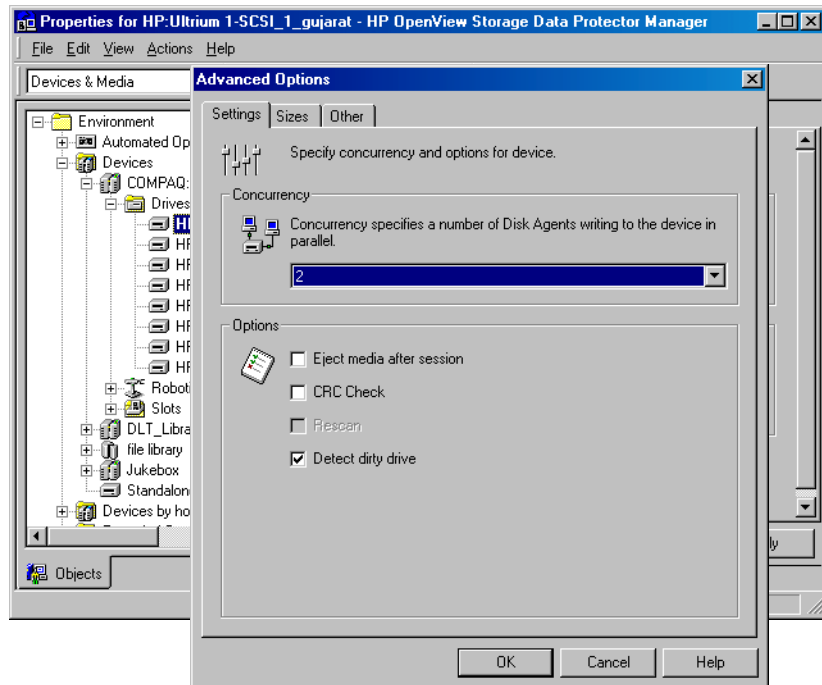 Properties for HP:Ultrium 1-SCSI_1_gujarat - HP OpenView Storage Data Protector Manager
File Edit View Actions Help
Devices & Media
Environment
Automated Op
Devices
COMPAQ:
Drives
HP
HP
HP
HP
HP
HP
HP
HP
Roboti
Slots
DLT_Libra
file library
Jukebox
Standalon
Devices by ho
Objects
ly
Advanced Options
Settings Sizes Other
Specify concurrency and options for device.
Concurrency
Concurrency specifies a number of Disk Agents writing to the device in
parallel.
2
Options
Eject media after session
CRC Check
Rescan
Detect dirty drive
OK Cancel Help